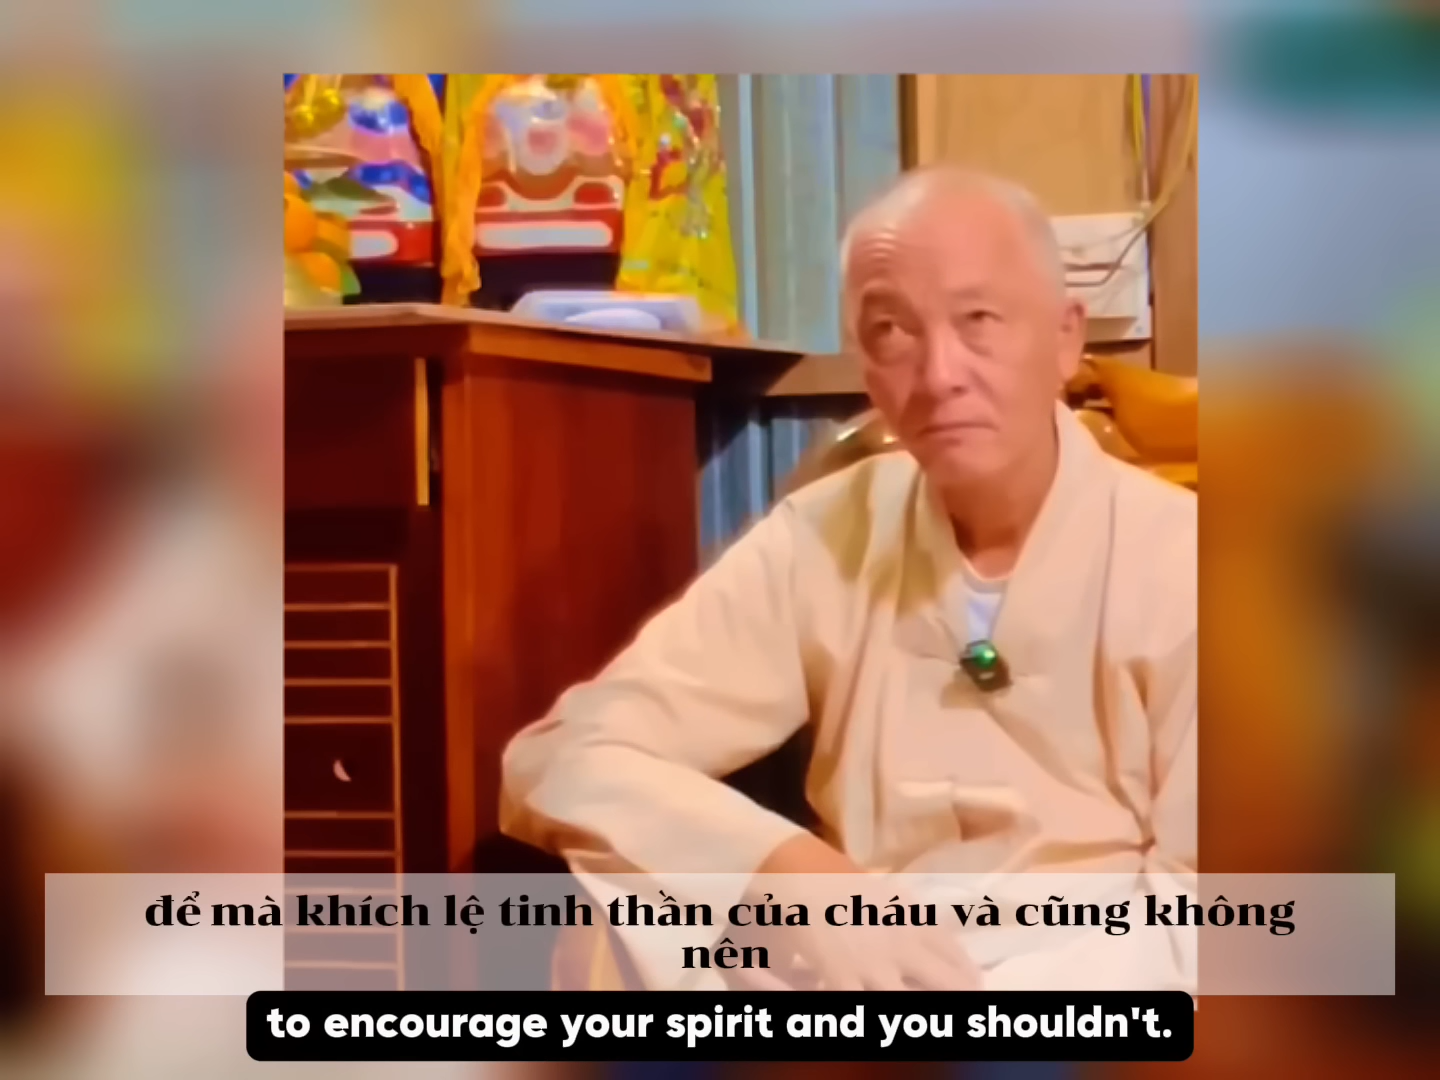 để mà khích lệ tinh thần của cháu và cũng không
nên
to encourage your spirit and you shouldn't.